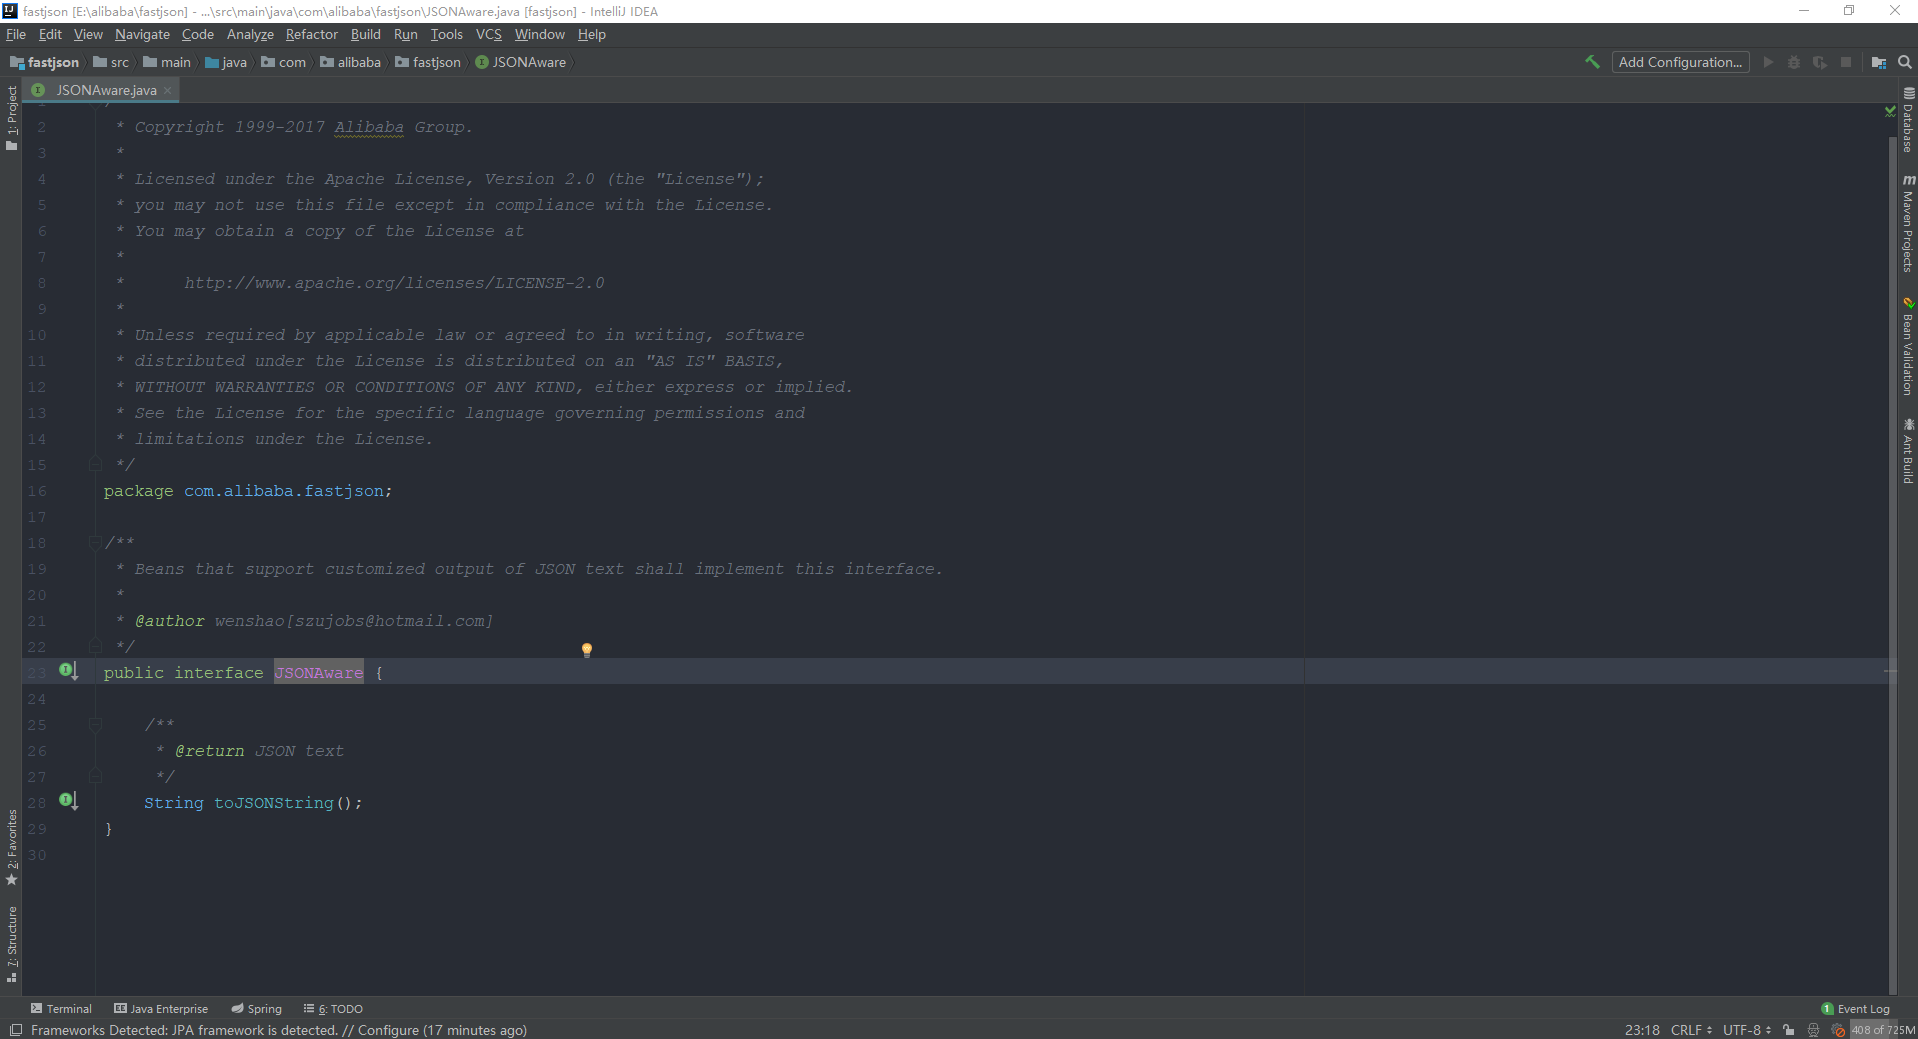 fastjson [E:\alibaba\fastjson] - ...\src\main\java\com\alibaba\fastjson\JSONAware.java [fastjson] - IntelliJ IDEA
File Edit View Navigate Code Analyze Refactor Build Run Tools VCS Window Help
fastjson src main java com alibaba fastjson JSONAware
Add Configuration...
JSONAware.java
1: Project
2 * Copyright 1999-2017 Alibaba Group.
3 *
4 * Licensed under the Apache License, Version 2.0 (the "License");
5 * you may not use this file except in compliance with the License.
6 * You may obtain a copy of the License at
7 *
8 * http://www.apache.org/licenses/LICENSE-2.0
9 *
10 * Unless required by applicable law or agreed to in writing, software
11 * distributed under the License is distributed on an "AS IS" BASIS,
12 * WITHOUT WARRANTIES OR CONDITIONS OF ANY KIND, either express or implied.
13 * See the License for the specific language governing permissions and
14 * limitations under the License.
15 */
16 package com.alibaba.fastjson;
17
18 /**
19 * Beans that support customized output of JSON text shall implement this interface.
20 *
21 * @author wenshao[szujobs@hotmail.com]
22 */
23 public interface JSONAware {
24
25 /**
26 * @return JSON text
27 */
28 String toJSONString();
29 }
30
2: Favorites
7: Structure
Database
Maven Projects
Bean Validation
Ant Build
Terminal Java Enterprise Spring 6: TODO
1 Event Log
Frameworks Detected: JPA framework is detected. // Configure (17 minutes ago)
23:18 CRLF UTF-8 408 of 725M